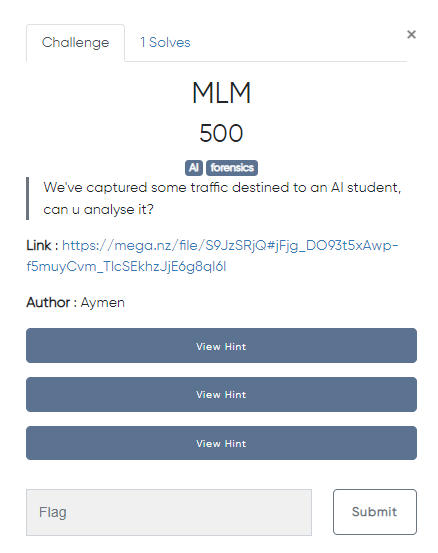 Challenge
1 Solves
×
MLM
500
AI forensics
We've captured some traffic destined to an AI student,
can u analyse it?
Link : https://mega.nz/file/S9JzSRjQ#jFjg_DO93t5xAwp-
f5muyCvm_TlcSEkhzJjE6g8qI6I
Author : Aymen
View Hint
View Hint
View Hint
Flag
Submit